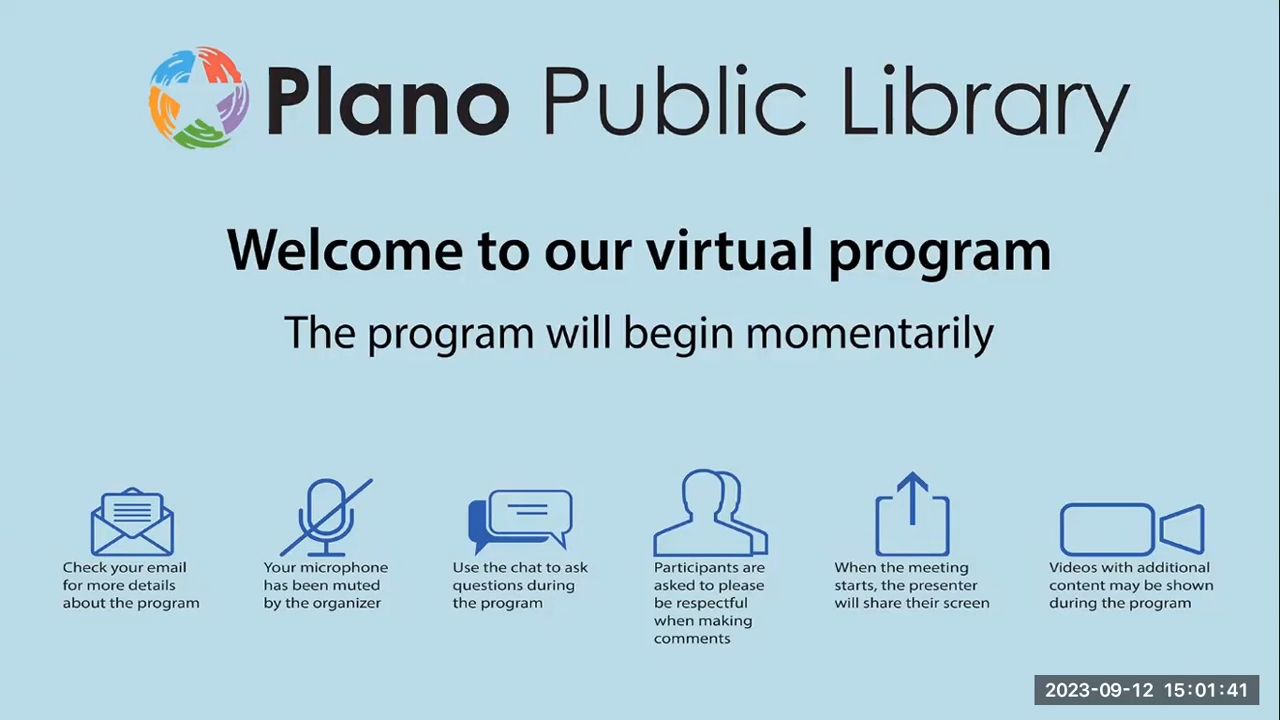 Plano Public Library
Welcome to our virtual program
The program will begin momentarily
Check your email
for more details
about the program
Your microphone
has been muted
by the organizer
Use the chat to ask
questions during
the program
Participants are
asked to please
be respectful
when making
comments
When the meeting
starts, the presenter
will share their screen
Videos with additional
content may be shown
during the program
2023-09-12 15:01:41